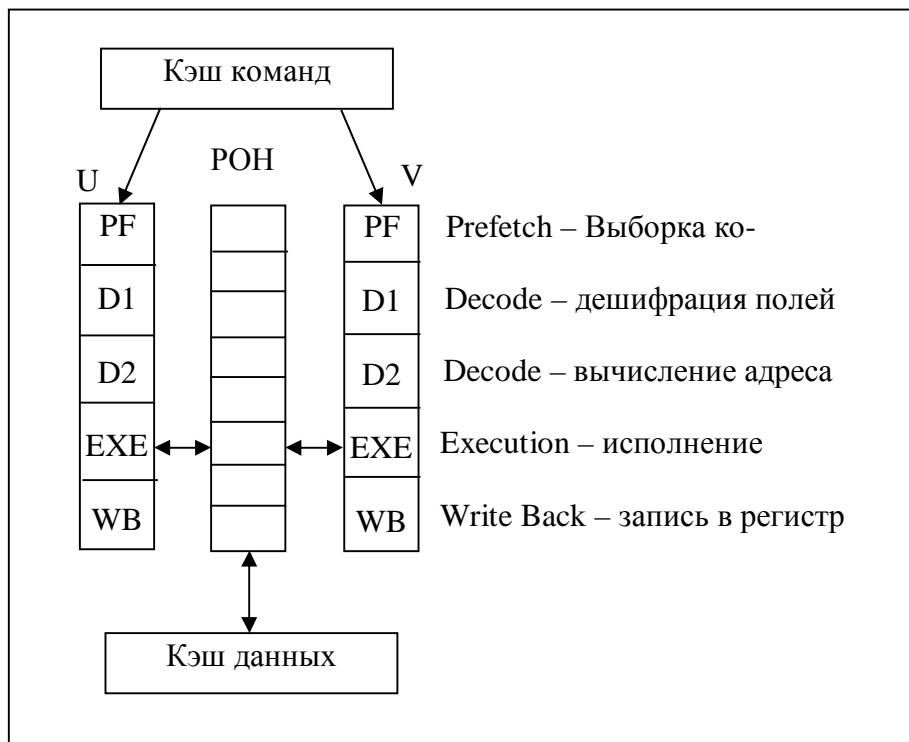 Кэш команд
РОН
U
V
PF
PF
Prefetch – Выборка ко-
D1
D1
Decode – дешифрация полей
D2
D2
Decode – вычисление адреса
EXE
EXE
Execution – исполнение
WB
WB
Write Back – запись в регистр
Кэш данных